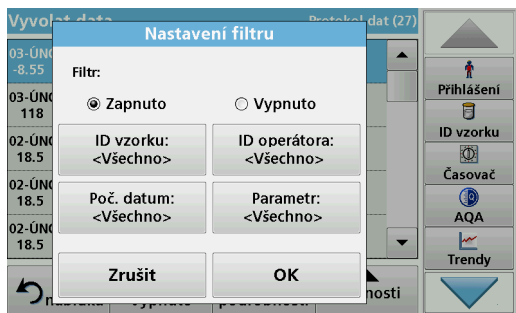 Vyvolat data
Protokol dat (27)
Nastavení filtru
03-ÚNO
-8.55
Filtr:
Zapnuto
Vypnuto
03-ÚNO
118
ID vzorku:
<Všechno>
ID operátora:
<Všechno>
02-ÚNO
18.5
02-ÚNO
18.5
Poč. datum:
<Všechno>
Parametr:
<Všechno>
02-ÚNO
18.5
Zrušit
OK
Přihlášení
ID vzorku
Časovač
AQA
Trendy